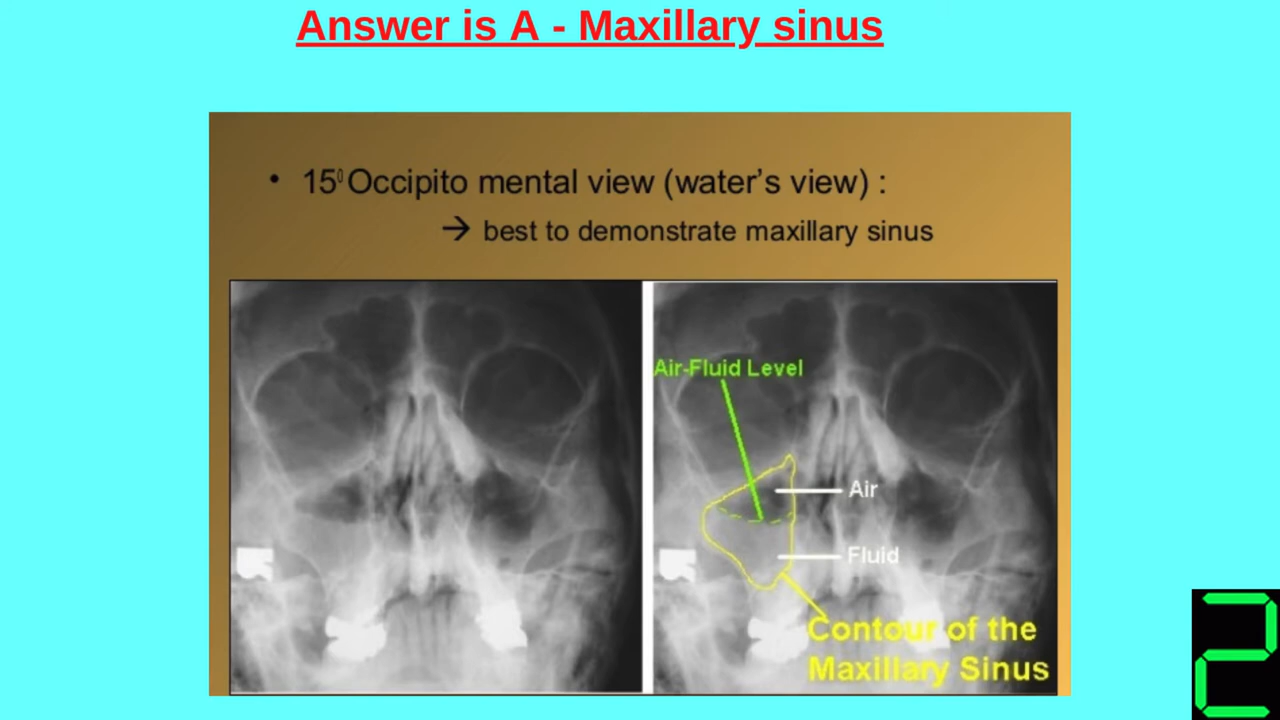 Answer is A - Maxillary sinus
• 15⁰ Occipito mental view (water's view) :
→ best to demonstrate maxillary sinus
Air-Fluid Level
Air
Fluid
Contour of the
Maxillary Sinus
2